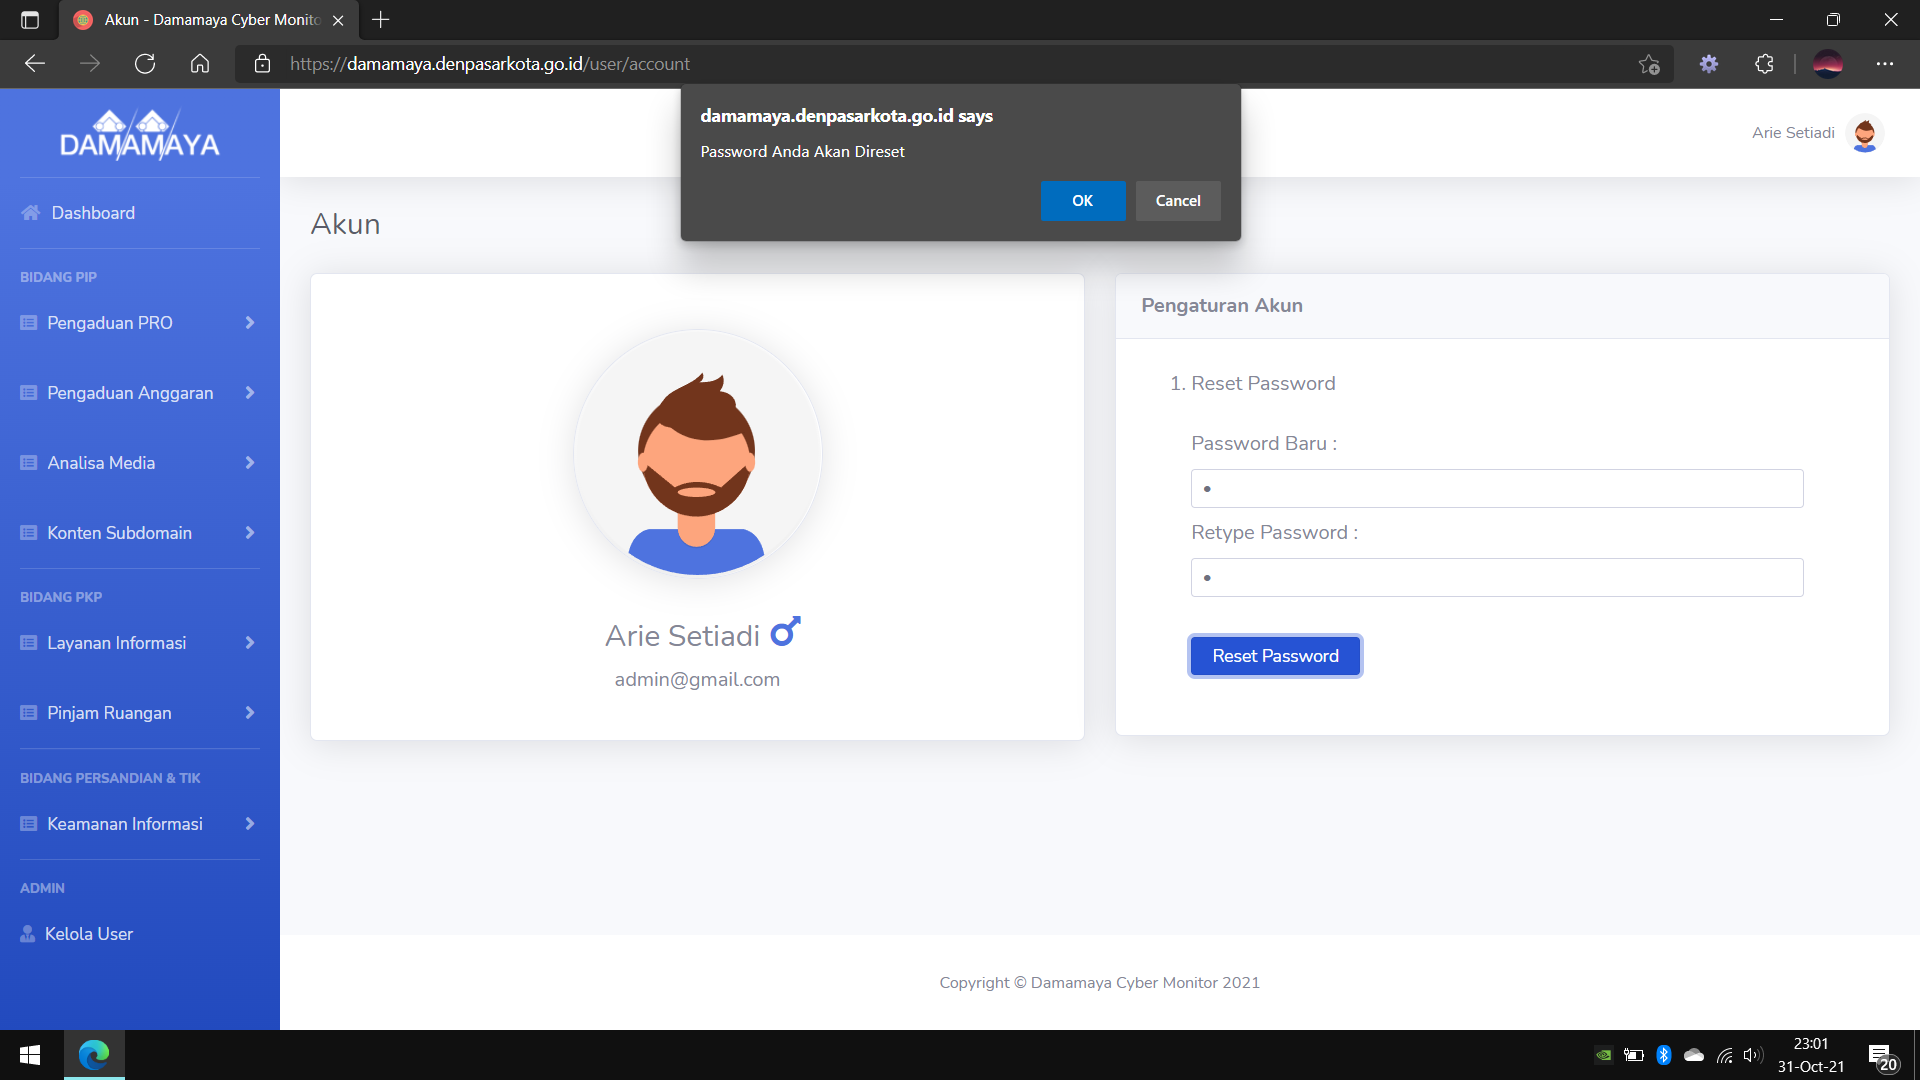 Akun - Damamaya Cyber Monito
https://damamaya.denpasarkota.go.id/user/account
damamaya.denpasarkota.go.id says
Password Anda Akan Direset
OK
Cancel
DAMAMAYA
Arie Setiadi
Dashboard
BIDANG PIP
Pengaduan PRO
Pengaduan Anggaran
Analisa Media
Konten Subdomain
BIDANG PKP
Layanan Informasi
Pinjam Ruangan
BIDANG PERSANDIAN & TIK
Keamanan Informasi
ADMIN
Kelola User
Akun
Arie Setiadi
admin@gmail.com
Pengaturan Akun
1. Reset Password
Password Baru :
Retype Password :
Reset Password
Copyright © Damamaya Cyber Monitor 2021
23:01
31-Oct-21
20